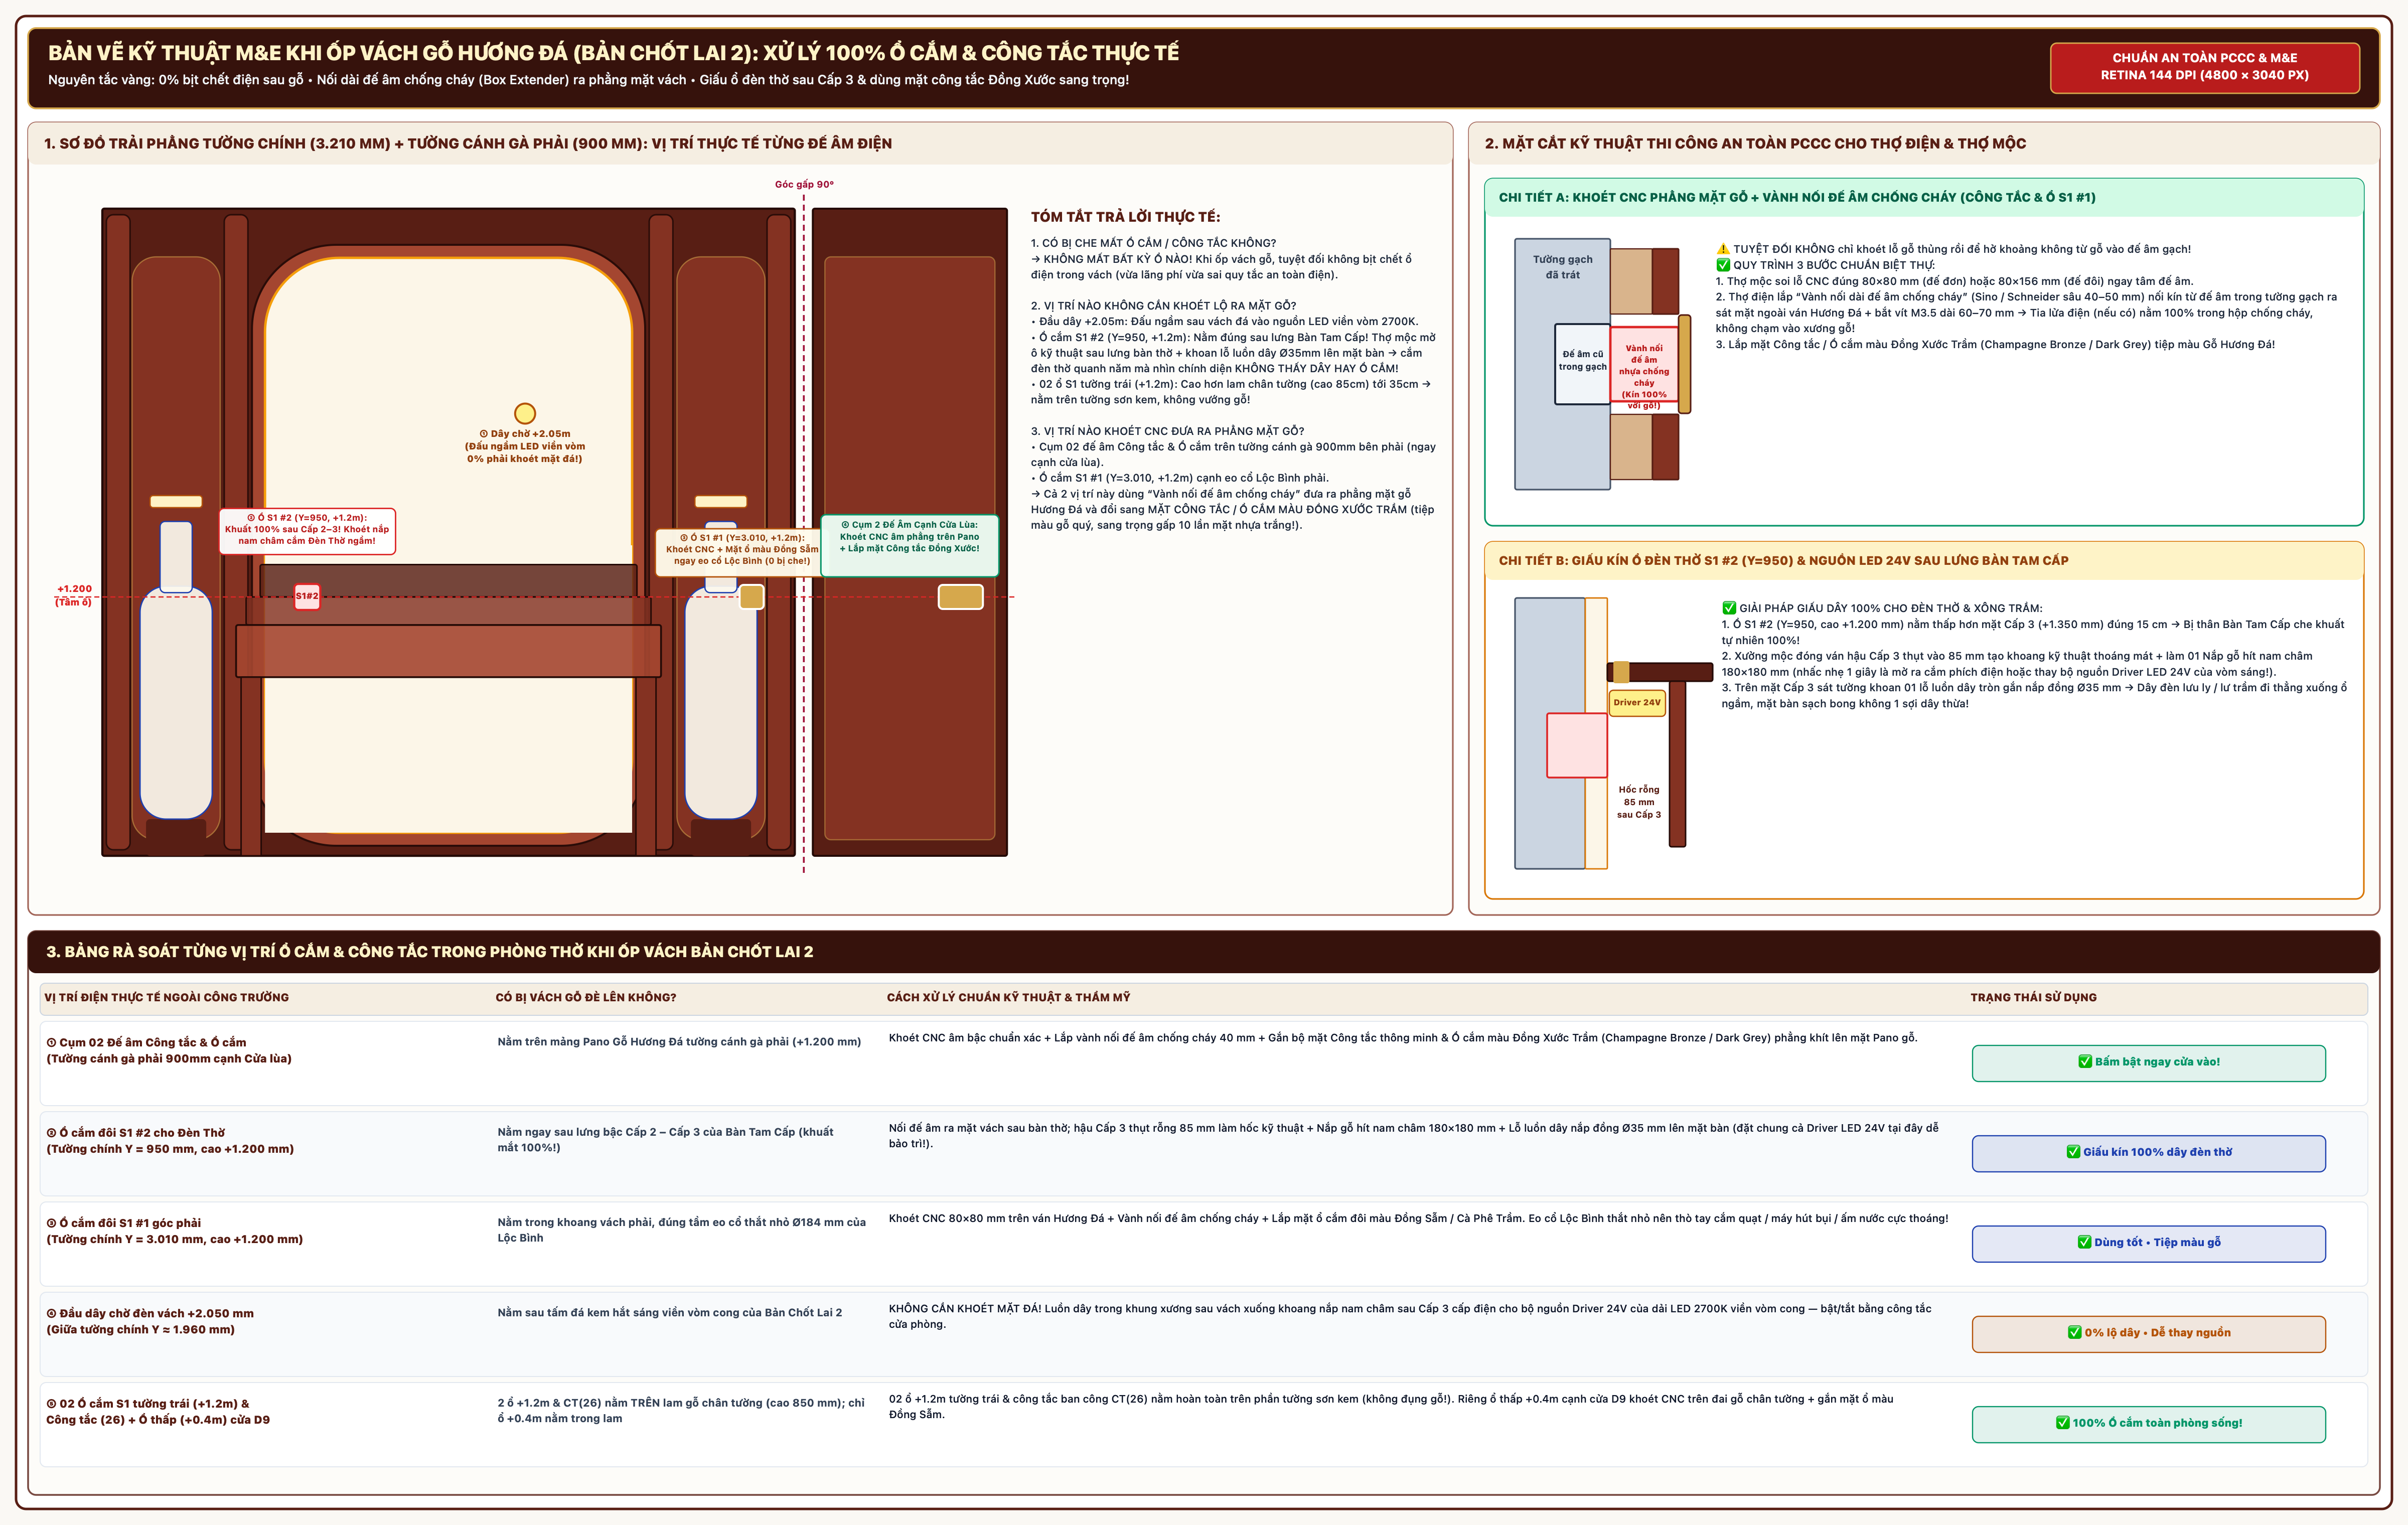 BẢN VẼ KỸ THUẬT M&E KHI ỐP VÁCH GỖ HƯƠNG ĐÁ (BẢN CHỐT LAI 2): XỬ LÝ 100% Ổ CẮM & CÔNG TẮC THỰC TẾ
Nguyên tắc vàng: 0% bịt chết điện sau gỗ • Nối dài đế âm chống cháy (Box Extender) ra phẳng mặt vách • Giấu ổ đèn thờ sau Cấp 3 & dùng mặt công tắc Đồng Xước sang trọng!
CHUẨN AN TOÀN PCCC & M&E
RETINA 144 DPI (4800 × 3040 PX)
1. SƠ ĐỒ TRẢI PHẲNG TƯỜNG CHÍNH (3.210 MM) + TƯỜNG CÁNH GÀ PHẢI (900 MM): VỊ TRÍ THỰC TẾ TỪNG ĐẾ ÂM ĐIỆN
Góc gấp 90°
① Dây chờ +2.05m
(Đấu ngầm LED viền vòm
0% phải khoét mặt đá!)
② Ổ S1 #2 (Y=950, +1.2m):
Khuất 100% sau Cấp 2–3! Khoét nắp
nam châm cắm Đèn Thờ ngầm!
③ Ổ S1 #1 (Y=3.010, +1.2m):
Khoét CNC + Mặt ổ màu Đồng Sẫm
ngay eo cổ Lộc Bình (0 bị che!)
④ Cụm 2 Đế Âm Cạnh Cửa Lùa:
Khoét CNC âm phẳng trên Pano
+ Lắp mặt Công tắc Đồng Xước!
+1.200
(Tâm ổ)
S1#2
TÓM TẮT TRẢ LỜI THỰC TẾ:
1. CÓ BỊ CHE MẤT Ổ CẮM / CÔNG TẮC KHÔNG?
→ KHÔNG MẤT BẤT KỲ Ổ NÀO! Khi ốp vách gỗ, tuyệt đối không bịt chết ổ
điện trong vách (vừa lãng phí vừa sai quy tắc an toàn điện).
2. VỊ TRÍ NÀO KHÔNG CẦN KHOÉT LỘ RA MẶT GỖ?
• Đầu dây +2.05m: Đấu ngầm sau vách đá vào nguồn LED viền vòm 2700K.
• Ổ cắm S1 #2 (Y=950, +1.2m): Nằm đúng sau lưng Bàn Tam Cấp! Thợ mộc mở
ô kỹ thuật sau lưng bàn thờ + khoan lỗ luồn dây Ø35mm lên mặt bàn → cắm
đèn thờ quanh năm mà nhìn chính diện KHÔNG THẤY DÂY HAY Ổ CẮM!
• 02 ổ S1 tường trái (+1.2m): Cao hơn lam chân tường (cao 85cm) tới 35cm →
nằm trên tường sơn kem, không vướng gỗ!
3. VỊ TRÍ NÀO KHOÉT CNC ĐƯA RA PHẲNG MẶT GỖ?
• Cụm 02 đế âm Công tắc & Ổ cắm trên tường cánh gà 900mm bên phải (ngay
cạnh cửa lùa).
• Ổ cắm S1 #1 (Y=3.010, +1.2m) cạnh eo cổ Lộc Bình phải.
→ Cả 2 vị trí này dùng “Vành nối đế âm chống cháy” đưa ra phẳng mặt gỗ
Hương Đá và đổi sang MẶT CÔNG TẮC / Ổ CẮM MÀU ĐỒNG XƯỚC TRẦM (tiệp
màu gỗ quý, sang trọng gấp 10 lần mặt nhựa trắng!).
2. MẶT CẮT KỸ THUẬT THI CÔNG AN TOÀN PCCC CHO THỢ ĐIỆN & THỢ MỘC
CHI TIẾT A: KHOÉT CNC PHẲNG MẶT GỖ + VÀNH NỐI ĐẾ ÂM CHỐNG CHÁY (CÔNG TẮC & Ổ S1 #1)
Tường gạch
đã trát
Đế âm cũ
trong gạch
Vành nối
đế âm
nhựa chống
cháy
(Kín 100%
với gỗ!)
⚠️ TUYỆT ĐỐI KHÔNG chỉ khoét lỗ gỗ thủng rồi để hở khoảng không từ gỗ vào đế âm gạch!
✅ QUY TRÌNH 3 BƯỚC CHUẨN BIỆT THỰ:
1. Thợ mộc soi lỗ CNC đúng 80×80 mm (đế đơn) hoặc 80×156 mm (đế đôi) ngay tâm đế âm.
2. Thợ điện lắp “Vành nối dài đế âm chống cháy” (Sino / Schneider sâu 40–50 mm) nối kín từ đế âm trong tường gạch ra
sát mặt ngoài ván Hương Đá + bắt vít M3.5 dài 60–70 mm → Tia lửa điện (nếu có) nằm 100% trong hộp chống cháy,
không chạm vào xương gỗ!
3. Lắp mặt Công tắc / Ổ cắm màu Đồng Xước Trầm (Champagne Bronze / Dark Grey) tiệp màu Gỗ Hương Đá!
CHI TIẾT B: GIẤU KÍN Ổ ĐÈN THỜ S1 #2 (Y=950) & NGUỒN LED 24V SAU LƯNG BÀN TAM CẤP
Driver 24V
Hốc rỗng
85 mm
sau Cấp 3
✅ GIẢI PHÁP GIẤU DÂY 100% CHO ĐÈN THỜ & XÔNG TRẦM:
1. Ổ S1 #2 (Y=950, cao +1.200 mm) nằm thấp hơn mặt Cấp 3 (+1.350 mm) đúng 15 cm → Bị thân Bàn Tam Cấp che khuất
tự nhiên 100%!
2. Xưởng mộc đóng ván hậu Cấp 3 thụt vào 85 mm tạo khoang kỹ thuật thoáng mát + làm 01 Nắp gỗ hít nam châm
180×180 mm (nhấc nhẹ 1 giây là mở ra cắm phích điện hoặc thay bộ nguồn Driver LED 24V của vòm sáng!).
3. Trên mặt Cấp 3 sát tường khoan 01 lỗ luồn dây tròn gắn nắp đồng Ø35 mm → Dây đèn lưu ly / lư trầm đi thẳng xuống ổ
ngầm, mặt bàn sạch bong không 1 sợi dây thừa!
3. BẢNG RÀ SOÁT TỪNG VỊ TRÍ Ổ CẮM & CÔNG TẮC TRONG PHÒNG THỜ KHI ỐP VÁCH BẢN CHỐT LAI 2
VỊ TRÍ ĐIỆN THỰC TẾ NGOÀI CÔNG TRƯỜNG
CÓ BỊ VÁCH GỖ ĐÈ LÊN KHÔNG?
CÁCH XỬ LÝ CHUẨN KỸ THUẬT & THẨM MỸ
TRẠNG THÁI SỬ DỤNG
① Cụm 02 Đế âm Công tắc & Ổ cắm
(Tường cánh gà phải 900mm cạnh Cửa lùa)
Nằm trên mảng Pano Gỗ Hương Đá tường cánh gà phải (+1.200 mm)
Khoét CNC âm bậc chuẩn xác + Lắp vành nối đế âm chống cháy 40 mm + Gắn bộ mặt Công tắc thông minh & Ổ cắm màu Đồng Xước Trầm (Champagne Bronze / Dark Grey) phẳng khít lên mặt Pano gỗ.
✅ Bấm bật ngay cửa vào!
② Ổ cắm đôi S1 #2 cho Đèn Thờ
(Tường chính Y = 950 mm, cao +1.200 mm)
Nằm ngay sau lưng bậc Cấp 2 – Cấp 3 của Bàn Tam Cấp (khuất
mắt 100%!)
Nối đế âm ra mặt vách sau bàn thờ; hậu Cấp 3 thụt rỗng 85 mm làm hốc kỹ thuật + Nắp gỗ hít nam châm 180×180 mm + Lỗ luồn dây nắp đồng Ø35 mm lên mặt bàn (đặt chung cả Driver LED 24V tại đây dễ
bảo trì!).
✅ Giấu kín 100% dây đèn thờ
③ Ổ cắm đôi S1 #1 góc phải
(Tường chính Y = 3.010 mm, cao +1.200 mm)
Nằm trong khoang vách phải, đúng tầm eo cổ thắt nhỏ Ø184 mm của
Lộc Bình
Khoét CNC 80×80 mm trên ván Hương Đá + Vành nối đế âm chống cháy + Lắp mặt ổ cắm đôi màu Đồng Sẫm / Cà Phê Trầm. Eo cổ Lộc Bình thắt nhỏ nên thò tay cắm quạt / máy hút bụi / ấm nước cực thoáng!
✅ Dùng tốt • Tiệp màu gỗ
④ Đầu dây chờ đèn vách +2.050 mm
(Giữa tường chính Y ≈ 1.960 mm)
Nằm sau tấm đá kem hắt sáng viền vòm cong của Bản Chốt Lai 2
KHÔNG CẦN KHOÉT MẶT ĐÁ! Luồn dây trong khung xương sau vách xuống khoang nắp nam châm sau Cấp 3 cấp điện cho bộ nguồn Driver 24V của dải LED 2700K viền vòm cong — bật/tắt bằng công tắc
cửa phòng.
✅ 0% lộ dây • Dễ thay nguồn
⑤ 02 Ổ cắm S1 tường trái (+1.2m) &
Công tắc (26) + Ổ thấp (+0.4m) cửa D9
2 ổ +1.2m & CT(26) nằm TRÊN lam gỗ chân tường (cao 850 mm); chỉ
ổ +0.4m nằm trong lam
02 ổ +1.2m tường trái & công tắc ban công CT(26) nằm hoàn toàn trên phần tường sơn kem (không đụng gỗ!). Riêng ổ thấp +0.4m cạnh cửa D9 khoét CNC trên đai gỗ chân tường + gắn mặt ổ màu
Đồng Sẫm.
✅ 100% Ổ cắm toàn phòng sống!